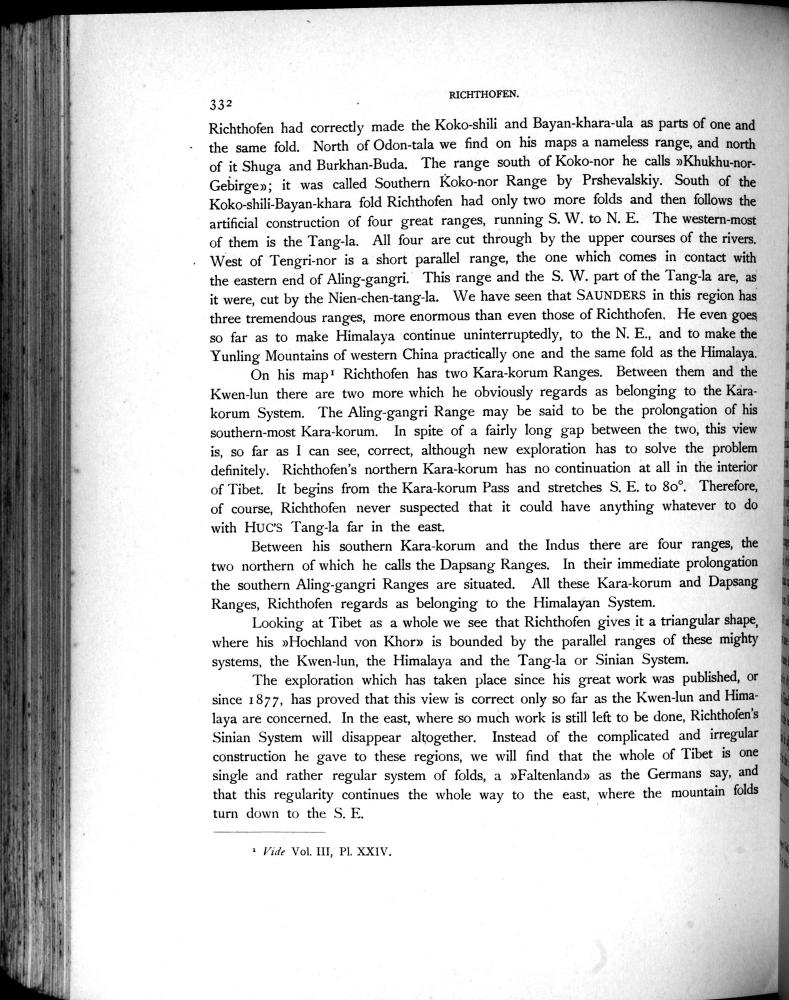 332
RICHTHOFEN.
Richthofen had correctly made the Koko-shili and Bayan-khara-ula as parts of one and
the same fold. North of Odon-tala we find on his maps a nameless range, and north
of it Shuga and Burkhan-Buda. The range south of Koko-nor he calls »Khukhu-nor-
Gebirge»; it was called Southern Koko-nor Range by Prshevalskiy. South of the
Koko-shili-Bayan-khara fold Richthofen had only two more folds and then follows the
artificial construction of four great ranges, running S. W. to N. E. The western-most
of them is the Tang-la. All four are cut through by the upper courses of the rivers.
West of Tengri-nor is a short parallel range, the one which comes in contact with
the eastern end of Aling-gangri. This range and the S. W. part of the Tang-la are, as
it were, cut by the Nien-chen-tang-la. We have seen that SAUNDERS in this region has
three tremendous ranges, more enormous than even those of Richthofen. He even goes
so far as to make Himalaya continue uninterruptedly, to the N. E., and to make the
Yunling Mountains of western China practically one and the same fold as the Himalaya.
On his map¹ Richthofen has two Kara-korum Ranges. Between them and the
Kwen-lun there are two more which he obviously regards as belonging to the Kara-
korum System. The Aling-gangri Range may be said to be the prolongation of his
southern-most Kara-korum. In spite of a fairly long gap between the two, this view
is, so far as I can see, correct, although new exploration has to solve the problem
definitely. Richthofen's northern Kara-korum has no continuation at all in the interior
of Tibet. It begins from the Kara-korum Pass and stretches S. E. to 80°. Therefore,
of course, Richthofen never suspected that it could have anything whatever to do
with HUC'S Tang-la far in the east.
Between his southern Kara-korum and the Indus there are four ranges, the
two northern of which he calls the Dapsang Ranges. In their immediate prolongation
the southern Aling-gangri Ranges are situated. All these Kara-korum and Dapsang
Ranges, Richthofen regards as belonging to the Himalayan System.
Looking at Tibet as a whole we see that Richthofen gives it a triangular shape,
where his »Hochland von Khor» is bounded by the parallel ranges of these mighty
systems, the Kwen-lun, the Himalaya and the Tang-la or Sinian System.
The exploration which has taken place since his great work was published, or
since 1877, has proved that this view is correct only so far as the Kwen-lun and Hima-
laya are concerned. In the east, where so much work is still left to be done, Richthofen's
Sinian System will disappear altogether. Instead of the complicated and irregular
construction he gave to these regions, we will find that the whole of Tibet is one
single and rather regular system of folds, a »Faltenland» as the Germans say, and
that this regularity continues the whole way to the east, where the mountain folds
turn down to the S. E.
¹ Vide Vol. III, Pl. XXIV.